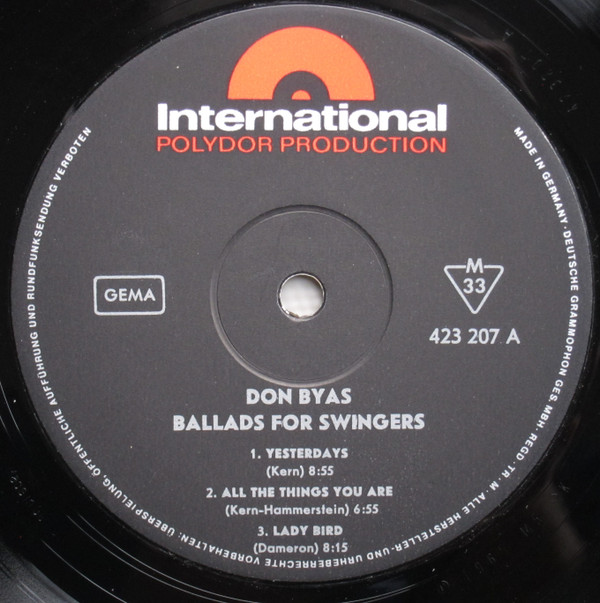 International
POLYDOR PRODUCTION
GEMA
M
33
423 207 A
DON BYAS
BALLADS FOR SWINGERS
1. YESTERDAYS
(Kern) 8:55
2. ALL THE THINGS YOU ARE
(Kern-Hammerstein) 6:55
3. LADY BIRD
(Dameron) 8:15
MADE IN GERMANY · DEUTSCHE GRAMMOPHON GES. MBH · REGD · TR · M · ALLE HERSTELLER- UND URHEBERRECHTE VORBEHALTEN: ÜBERSPIELUNG, ÖFFENTLICHE AUFFÜHRUNG UND RUNDFUNKSENDUNG VERBOTEN